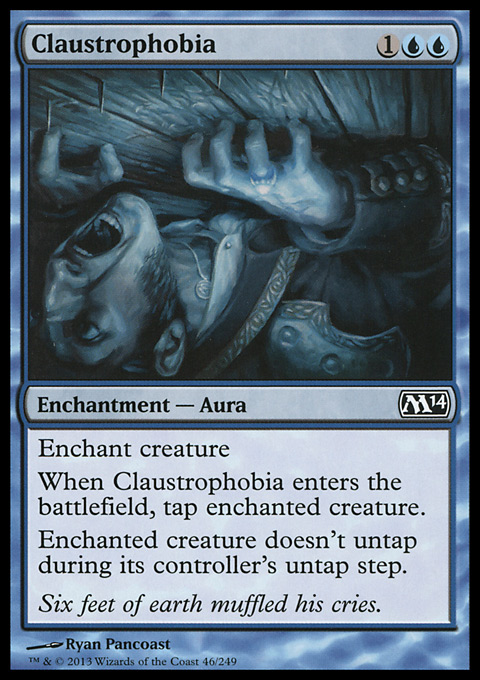 Claustrophobia 1
Enchantment — Aura M14
Enchant creature
When Claustrophobia enters the
battlefield, tap enchanted creature.
Enchanted creature doesn't untap
during its controller's untap step.
Six feet of earth muffled his cries.
Ryan Pancoast
™ & © 2013 Wizards of the Coast 46/249